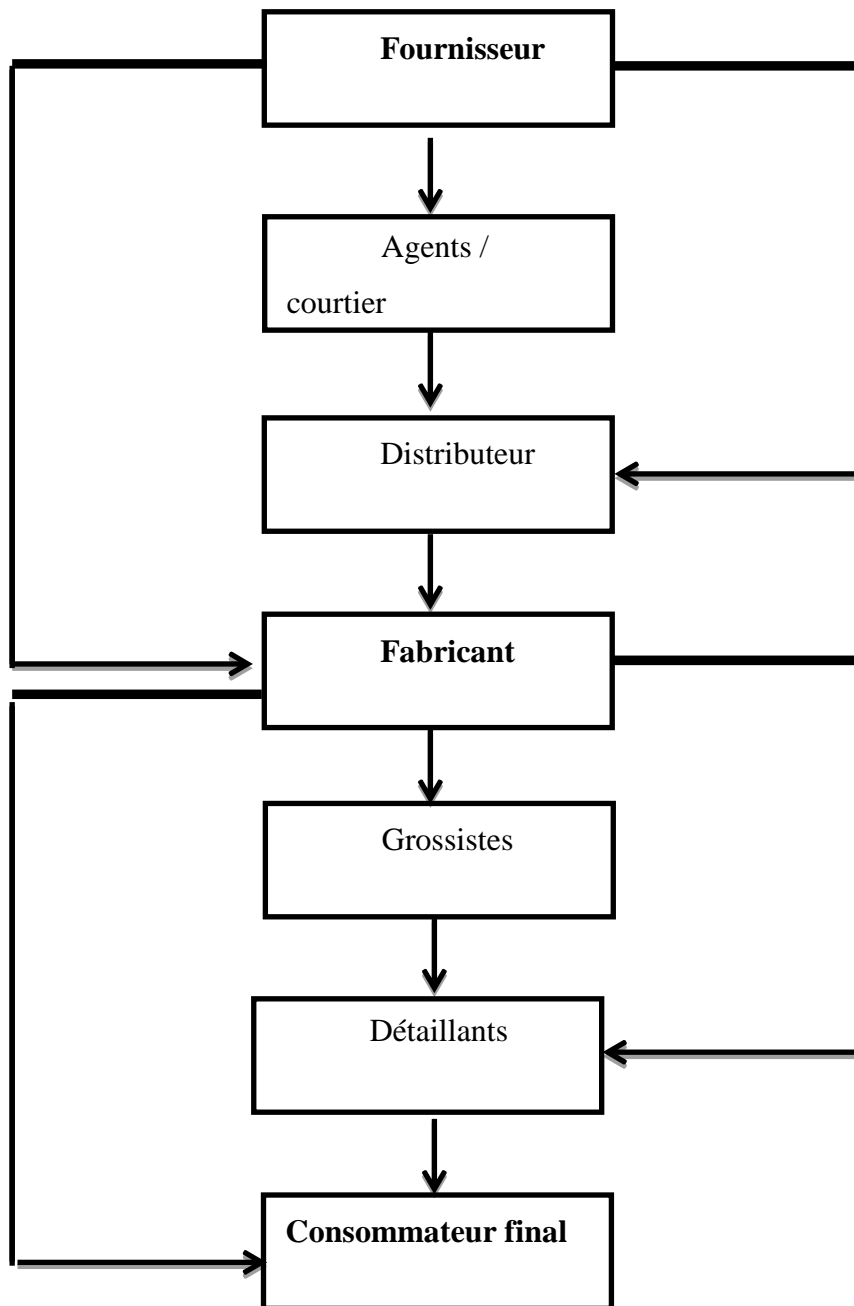 Fournisseur
Agents /
courtier
Distributeur
Fabricant
Grossistes
Détaillants
Consommateur final